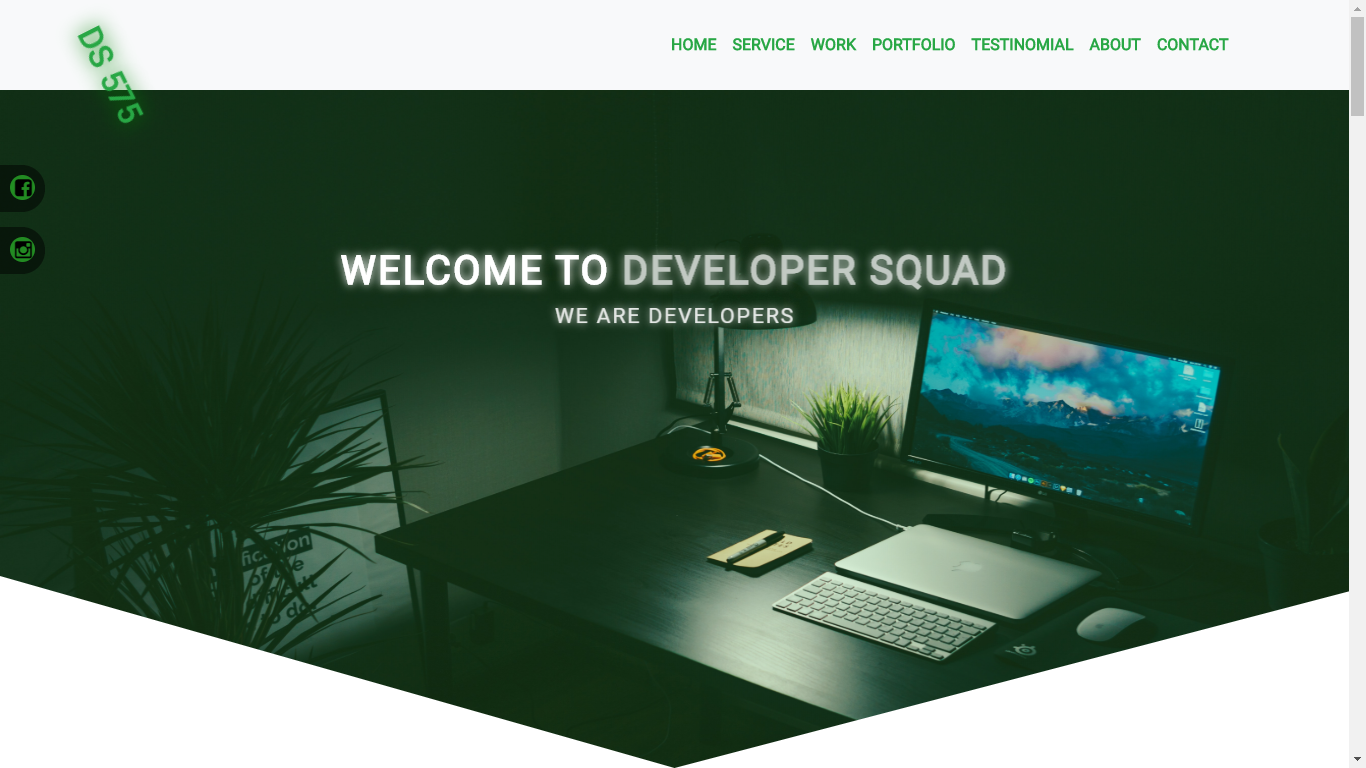 DS 575
HOME SERVICE WORK PORTFOLIO TESTINOMIAL ABOUT CONTACT
WELCOME TO DEVELOPER SQUAD
WE ARE DEVELOPERS